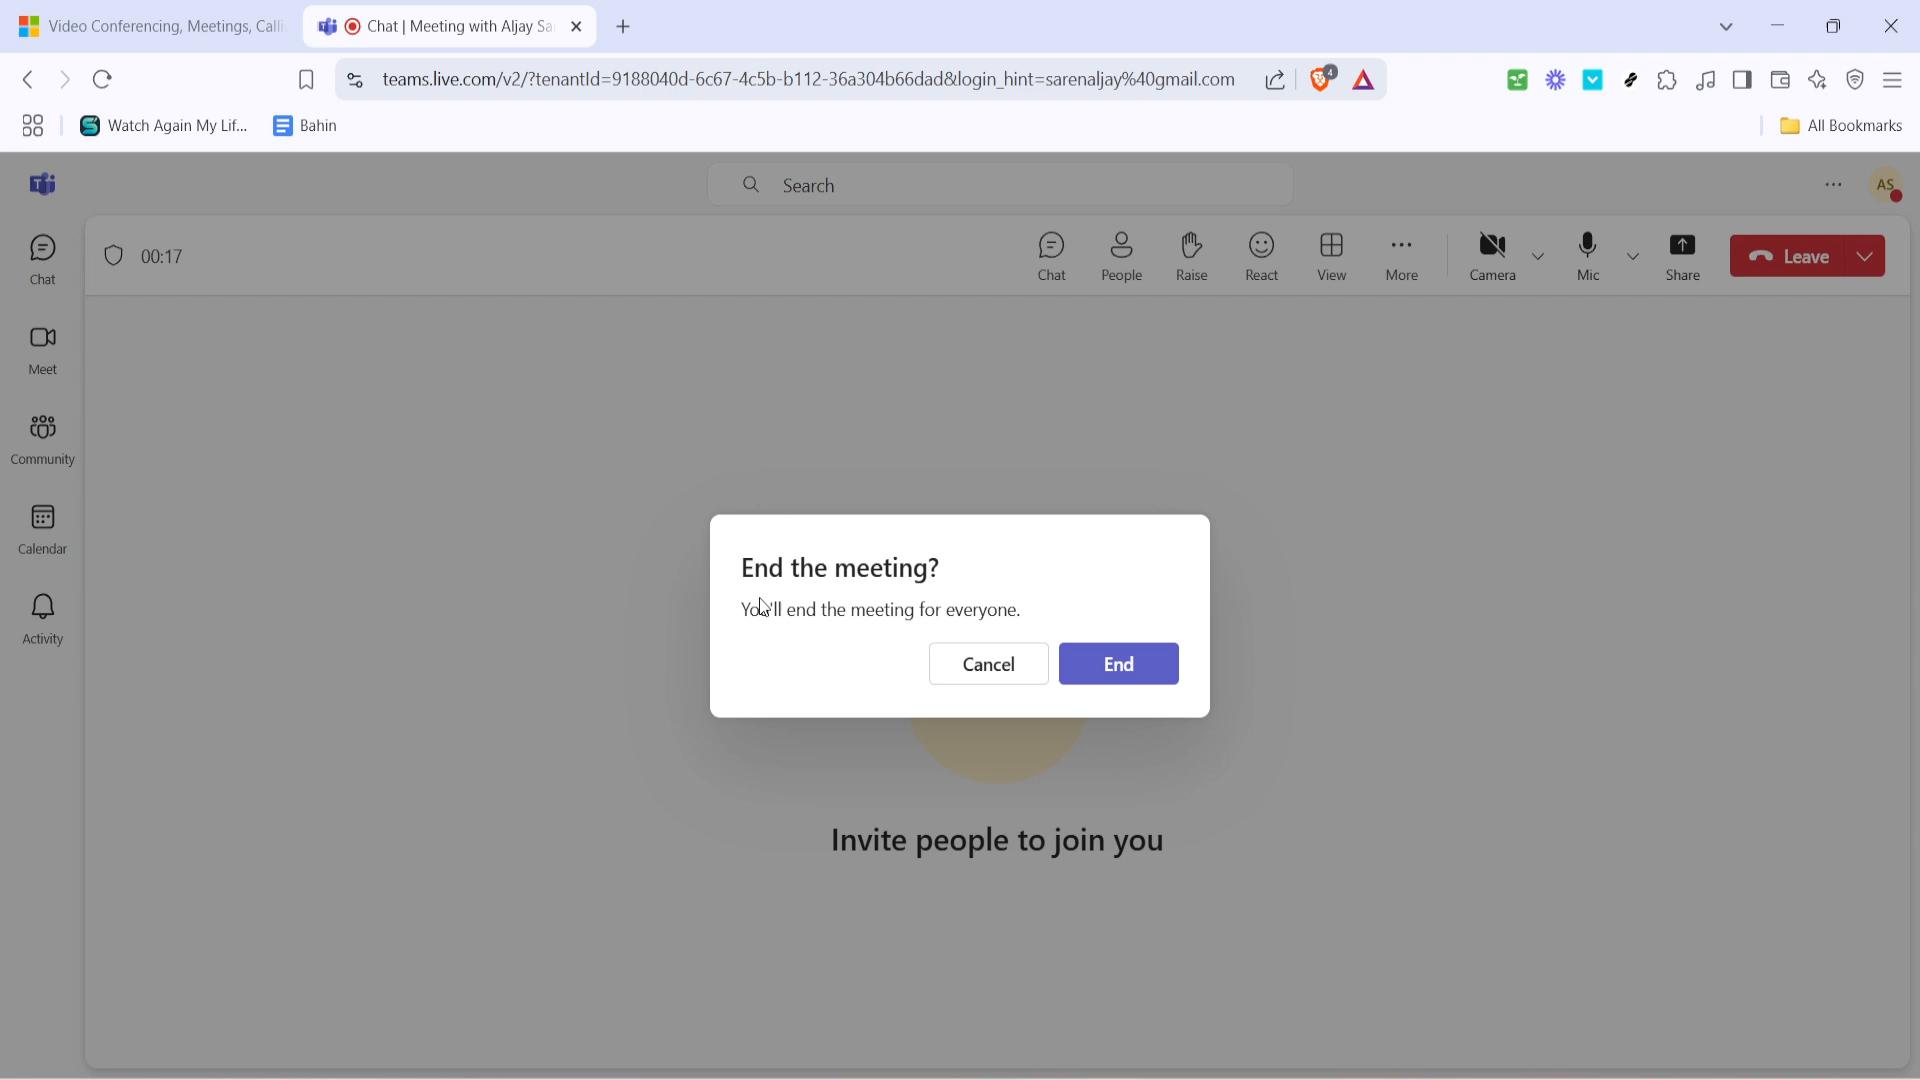 Video Conferencing, Meetings, Calli
Chat | Meeting with Aljay Sa
teams.live.com/v2/?tenantId=9188040d-6c67-4c5b-b112-36a304b66dad&login_hint=sarenaljay%40gmail.com
4
Watch Again My Lif...
Bahin
All Bookmarks
Search
AS
Chat
00:17
Chat
People
Raise
React
View
More
Camera
Mic
Share
Leave
Meet
Community
Calendar
Activity
End the meeting?
You'll end the meeting for everyone.
Cancel
End
Invite people to join you